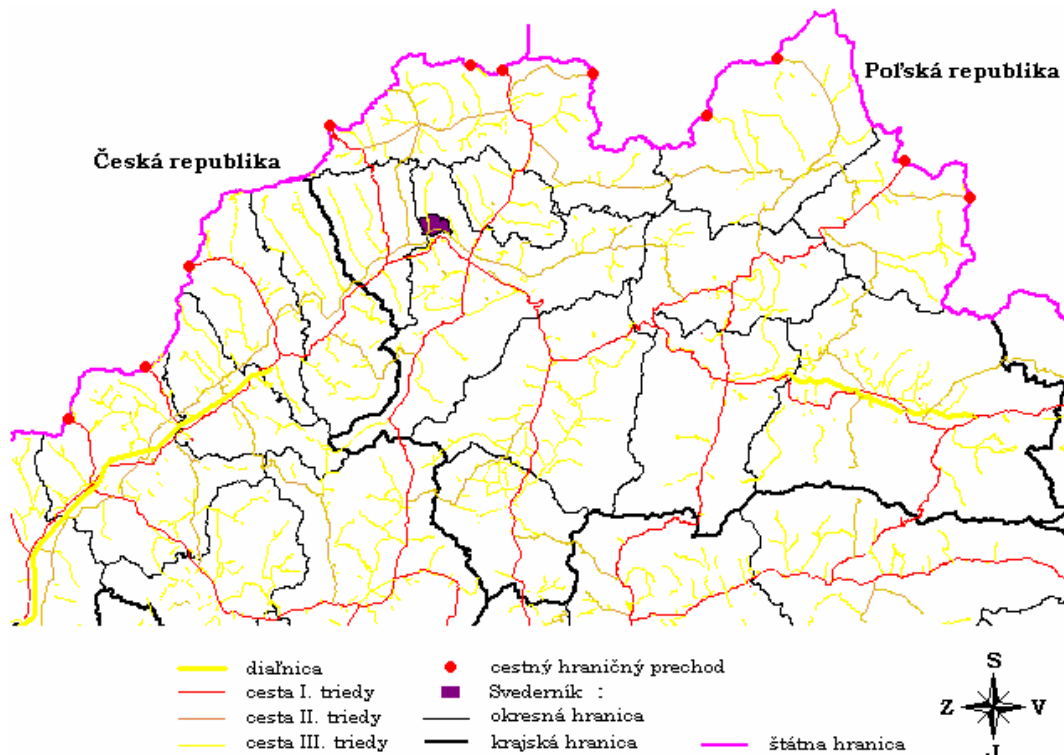 Poľská republika
Česká republika
diaľnica
cesta I. triedy
cesta II. triedy
cesta III. triedy
cestný hraničný prechod
Svederník :
okresná hranica
krajská hranica
štátna hranica
S
Z V
J